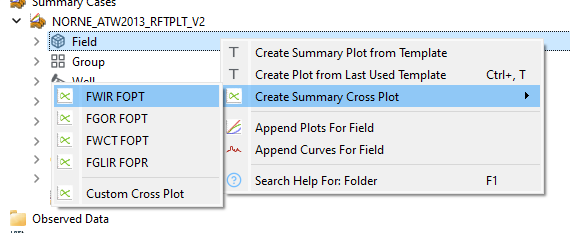 Summary Cases
NORNE_ATW2013_RFTPLT_V2
Field
Group
Well
Create Summary Plot from Template
Create Plot from Last Used Template Ctrl+, T
Create Summary Cross Plot
Append Plots For Field
Append Curves For Field
Search Help For: Folder F1
FWIR FOPT
FGOR FOPT
FWCT FOPT
FGLIR FOPR
Custom Cross Plot
Observed Data